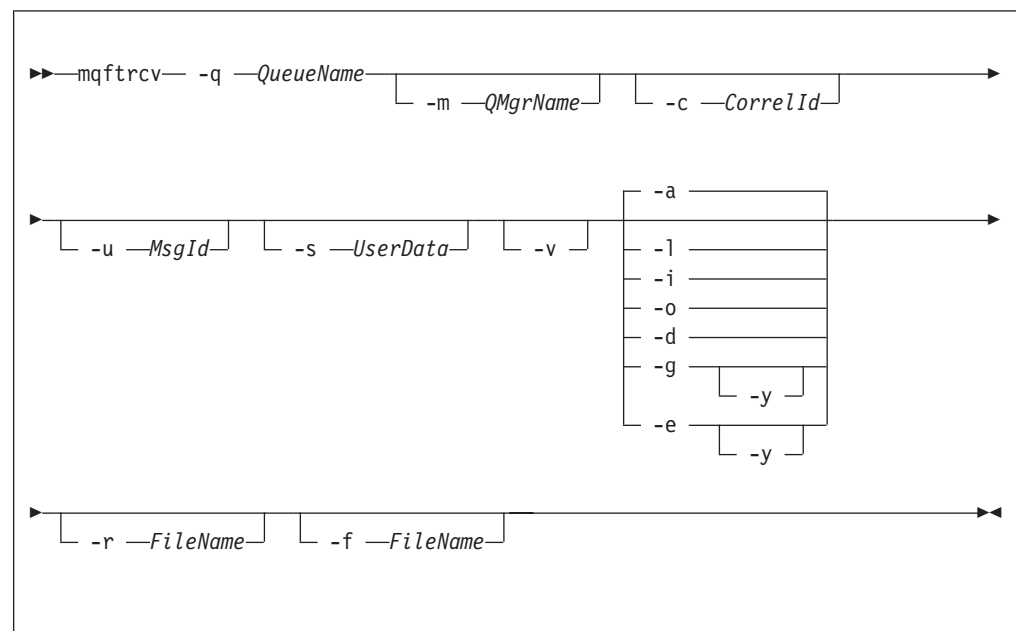 mqftrcv -q QueueName
-m QMgrName -c CorrelId
-a
-u MsgId -s UserData -v -l
-i
-o
-d
-g
-y
-e
-y
-r FileName -f FileName